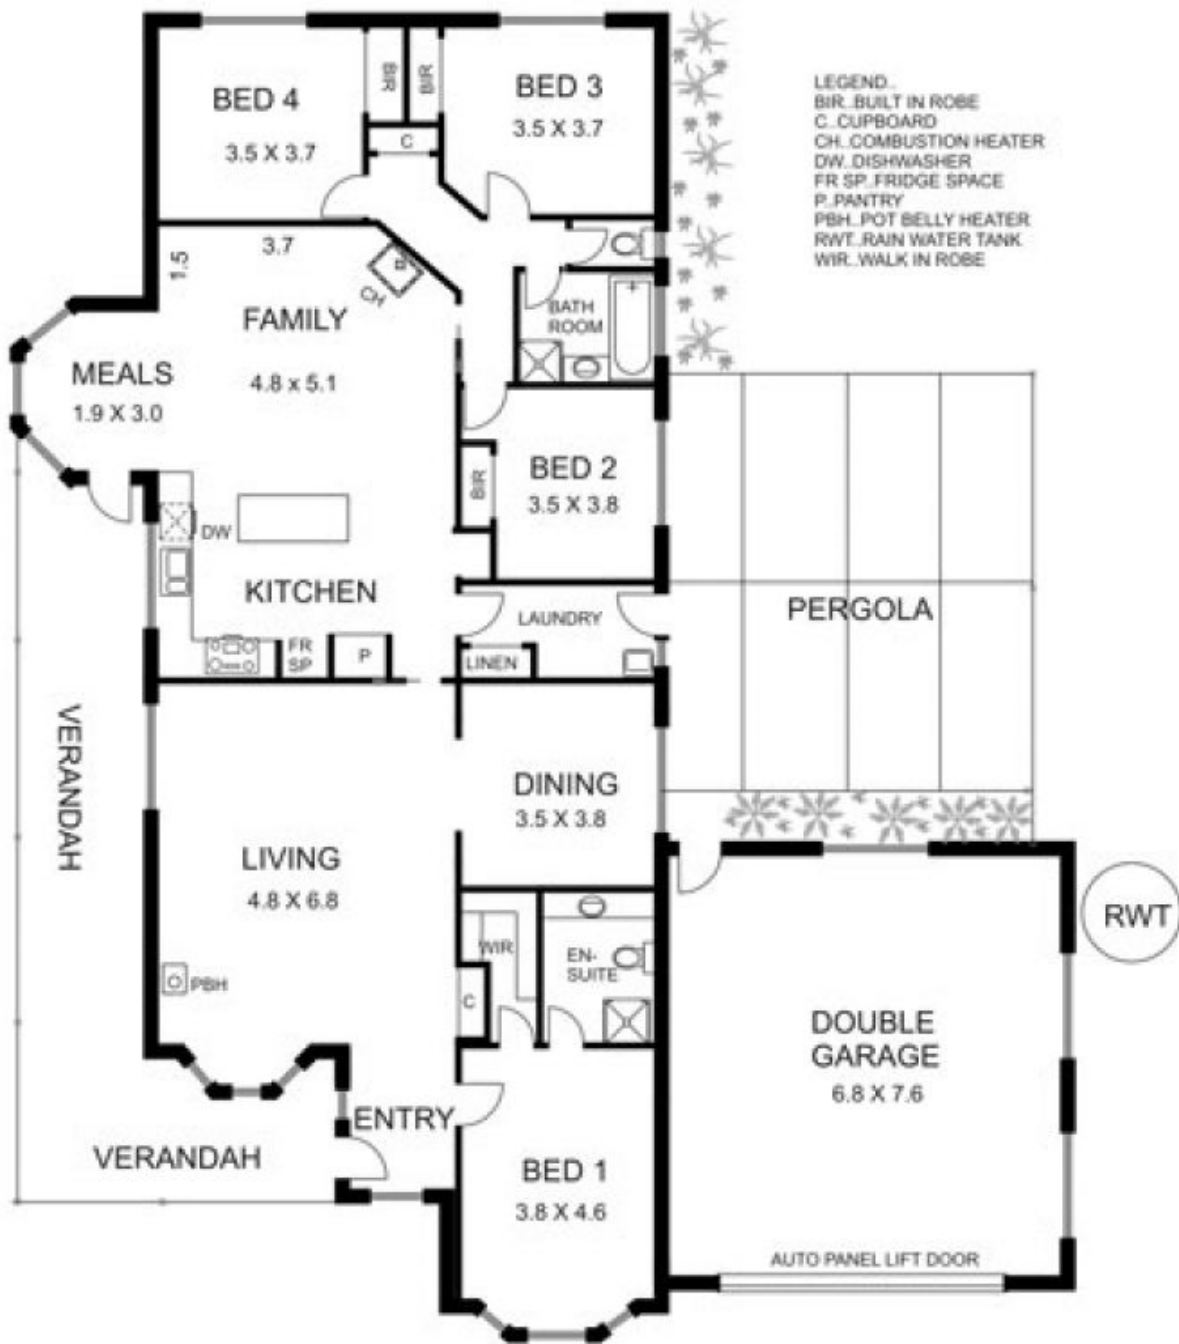 BED 4
3.5 X 3.7
BIR
BIR
C
BED 3
3.5 X 3.7
LEGEND..
BIR..BUILT IN ROBE
C..CUPBOARD
CH..COMBUSTION HEATER
DW..DISHWASHER
FR SP..FRIDGE SPACE
P..PANTRY
PBH..POT BELLY HEATER
RWT..RAIN WATER TANK
WIR..WALK IN ROBE
3.7
1.5
CH
FAMILY
4.8 x 5.1
BATH
ROOM
MEALS
1.9 X 3.0
BED 2
3.5 X 3.8
BIR
DW
KITCHEN
FR
SP
P
LAUNDRY
LINEN
PERGOLA
VERANDAH
DINING
3.5 X 3.8
LIVING
4.8 X 6.8
PBH
WIR
C
EN-
SUITE
RWT
DOUBLE
GARAGE
6.8 X 7.6
ENTRY
VERANDAH
BED 1
3.8 X 4.6
AUTO PANEL LIFT DOOR